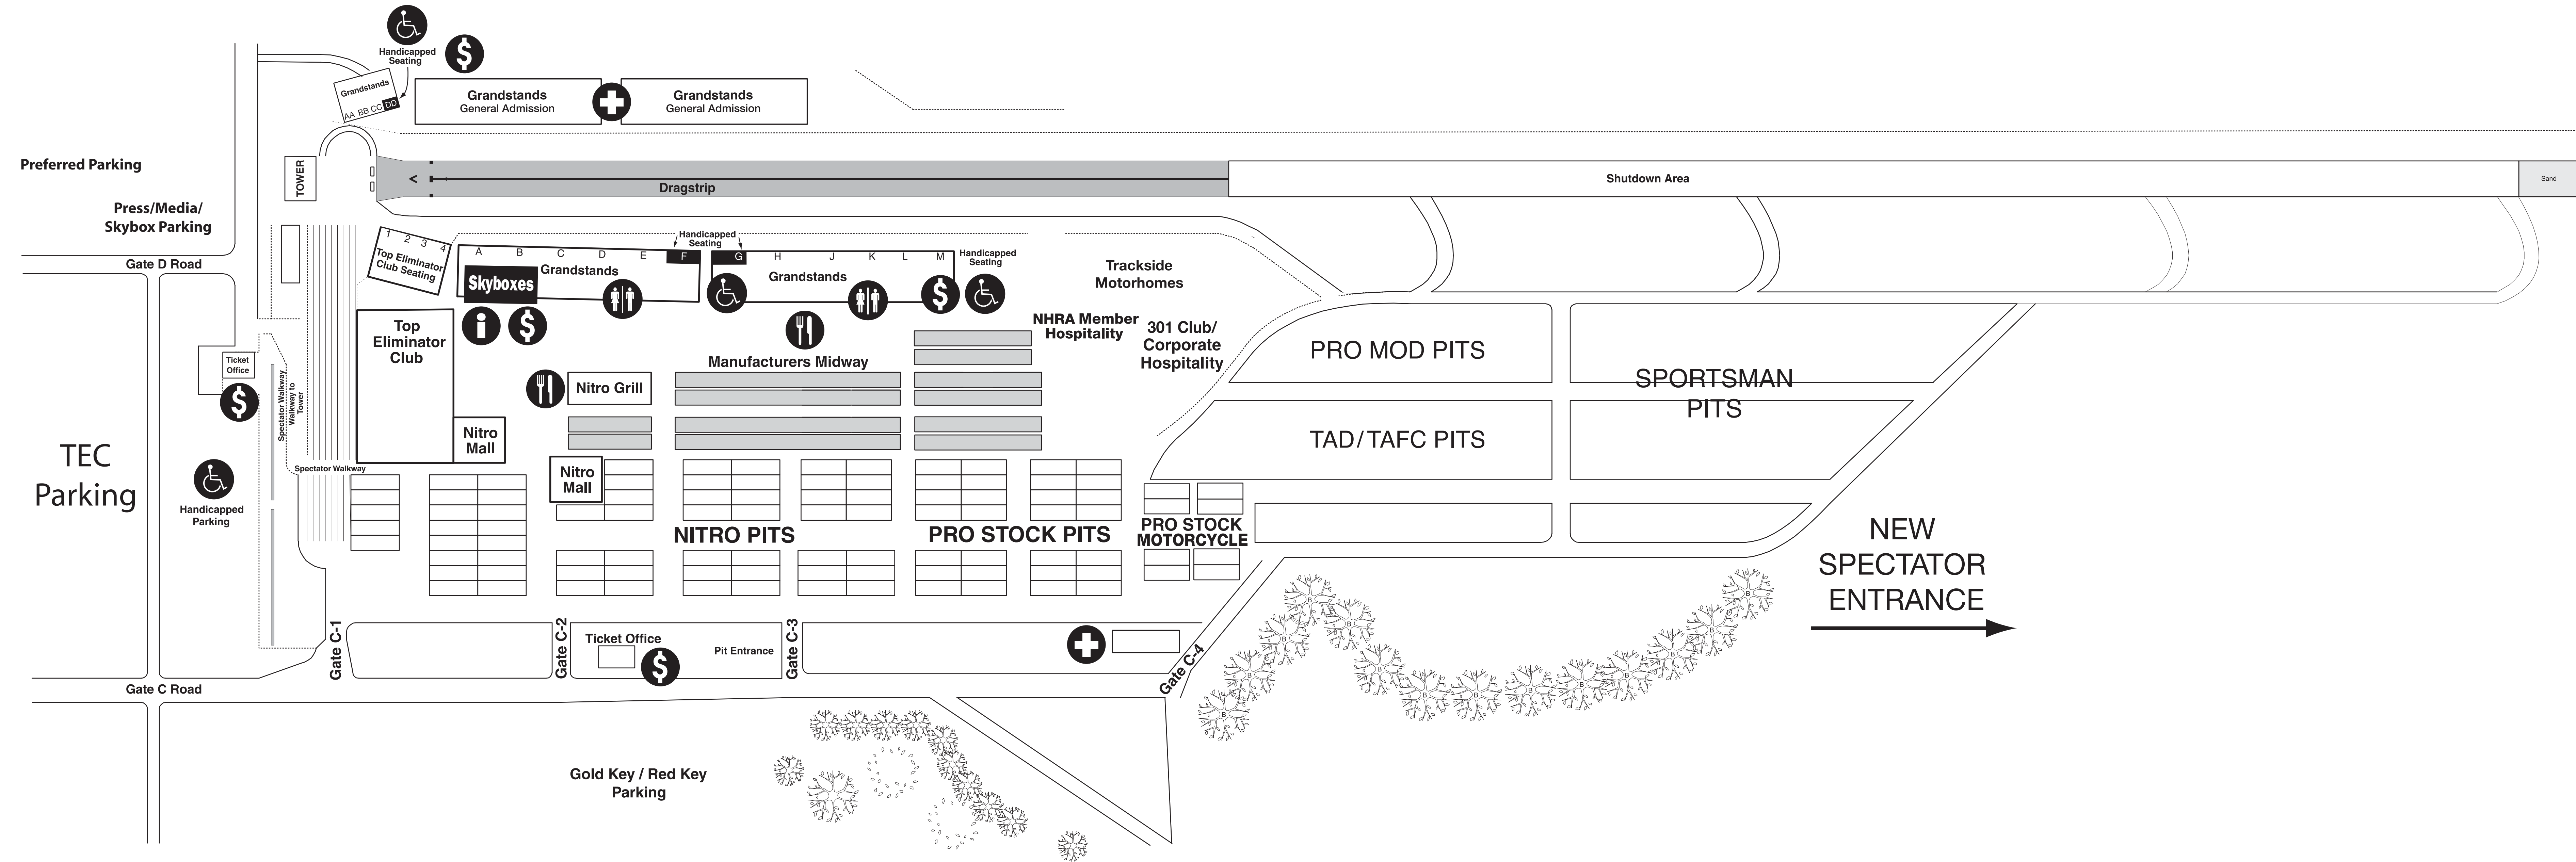 Handicapped
Seating
$
Grandstands
AA BB CC DD
Grandstands
General Admission
Grandstands
General Admission
Preferred Parking
TOWER
Dragstrip
Shutdown Area
Sand
Press/Media/
Skybox Parking
Gate D Road
1 2 3 4
Top Eliminator
Club Seating
A B C D E F
Grandstands
Skyboxes
Handicapped
Seating
G H J K L M
Grandstands
Handicapped
Seating
$
i
$
Trackside
Motorhomes
Top
Eliminator
Club
Manufacturers Midway
NHRA Member
Hospitality
301 Club/
Corporate
Hospitality
PRO MOD PITS
SPORTSMAN
PITS
TAD/TAFC PITS
Ticket
Office
$
Spectator Walkway
Walkway to
Tower
Nitro Grill
Nitro
Mall
Nitro
Mall
Spectator Walkway
TEC
Parking
Handicapped
Parking
NITRO PITS
PRO STOCK PITS
PRO STOCK
MOTORCYCLE
NEW
SPECTATOR
ENTRANCE
Gate C-1
Gate C-2
Ticket Office
$
Pit Entrance
Gate C-3
Gate C-4
Gate C Road
Gold Key / Red Key
Parking
B
B
B
B
B
B
B
B
B
B
B
B
B
B